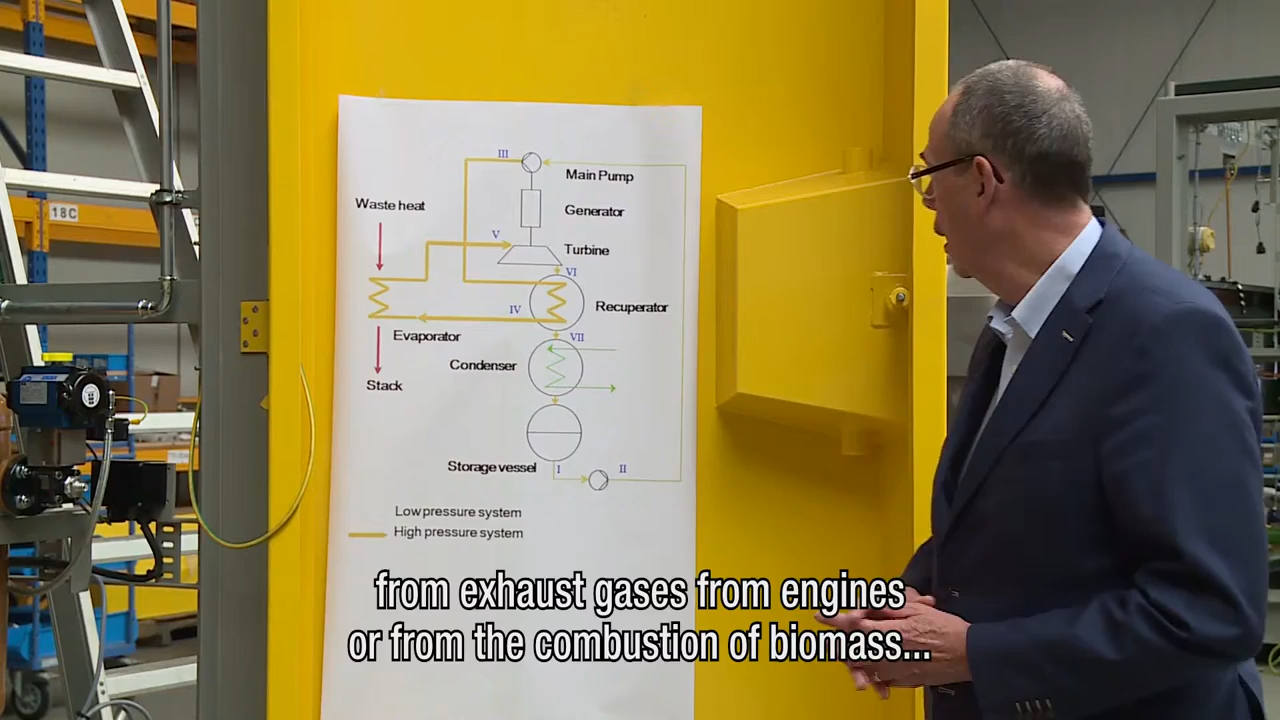 18C
III
Main Pump
Waste heat
Generator
V
Turbine
VI
IV
Recuperator
Evaporator
VII
Condenser
Stack
Storage vessel
I
II
Low pressure system
High pressure system
from exhaust gases from engines
or from the combustion of biomass...